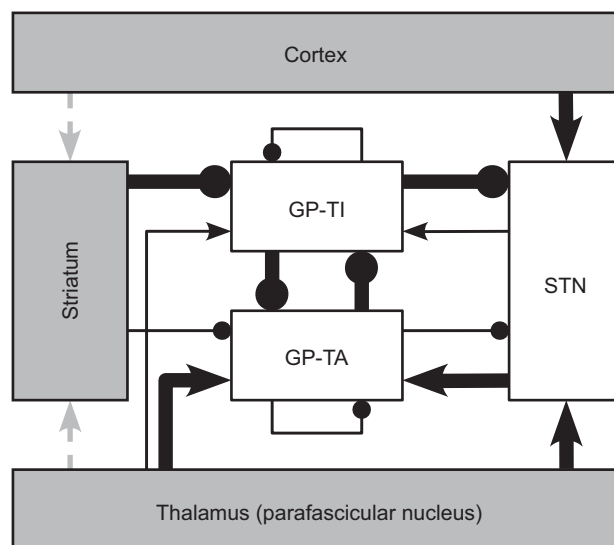 Cortex
GP-TI
Striatum
STN
GP-TA
Thalamus (parafascicular nucleus)